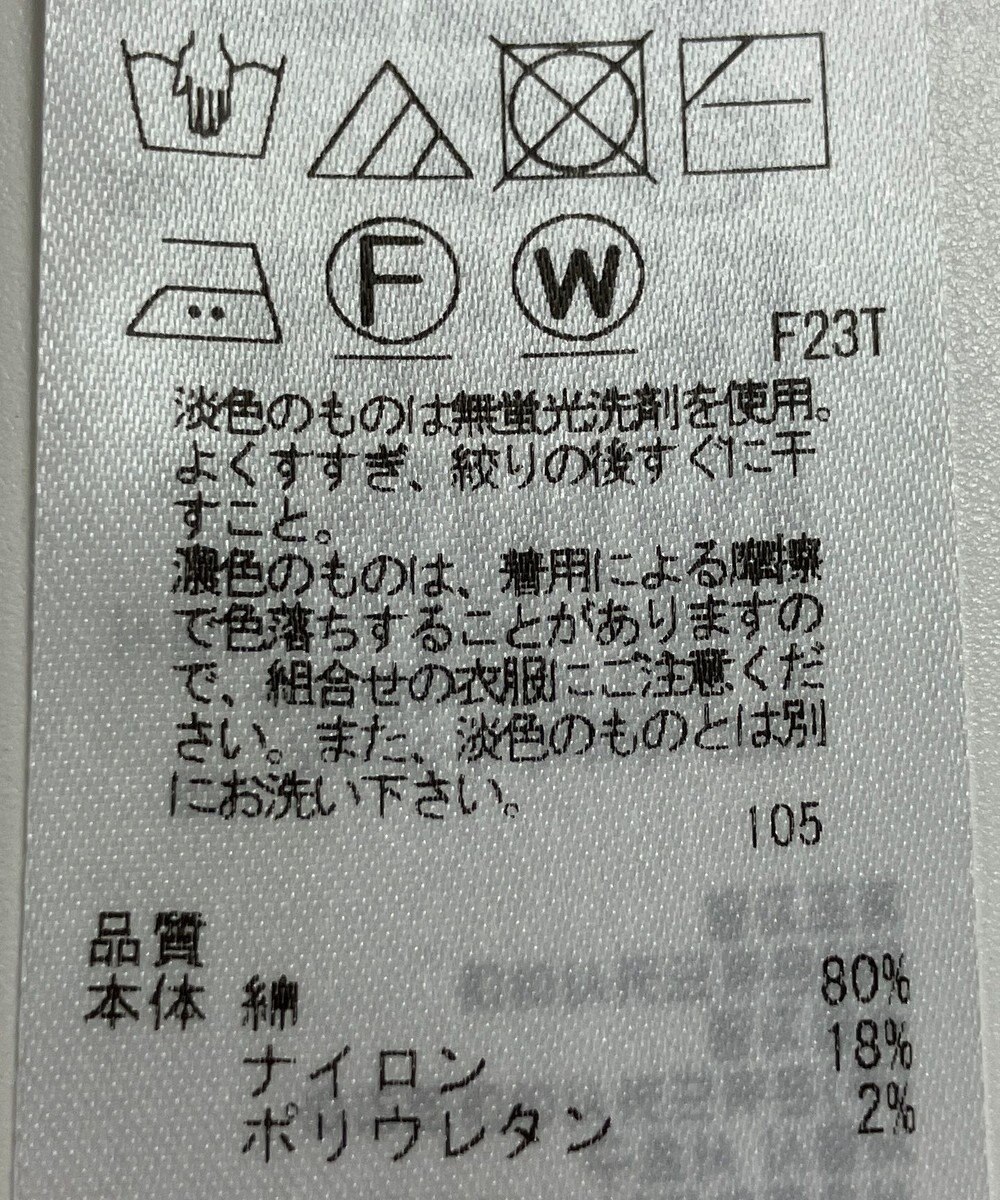 F
W
F23T
淡色のものは無蛍光洗剤を使用。
よくすすぎ、絞りの後すぐに干
すこと。
濃色のものは、着用による摩擦
で色落ちすることがありますの
で、組合せの衣服にご注意くだ
さい。また、淡色のものとは別
にお洗い下さい。
105
品質
本体 綿 80%
ナイロン 18%
ポリウレタン 2%